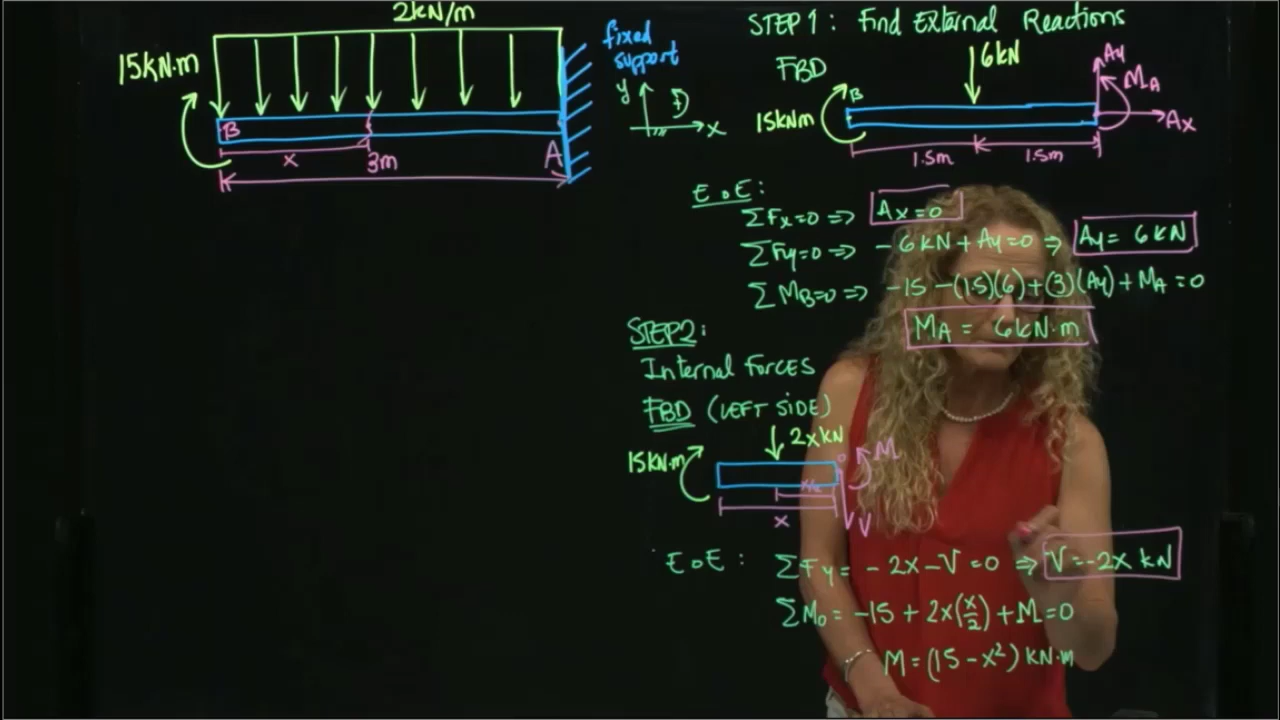 2kN/m
15kN·m
fixed
support
y
x
B
x
3m
A
STEP 1: Find External Reactions
FBD
6kN
Ay
MA
B
15kNm
Ax
1.5m
1.5m
EoE:
ΣFx=0 => Ax=0
ΣFy=0 => -6kN+Ay=0 => Ay= 6kN
ΣMB=0 => -15 -(1.5)(6)+(3)(Ay)+MA=0
MA= 6kN·m
STEP2:
Internal Forces
FBD (LEFT SIDE)
2xkN
15kN·m
O
M
x/2
x
V
EoE: ΣFy= -2x-V=0 => V=-2x kN
ΣMo= -15 + 2x(x/2) +M=0
M=(15-x²) kN·m